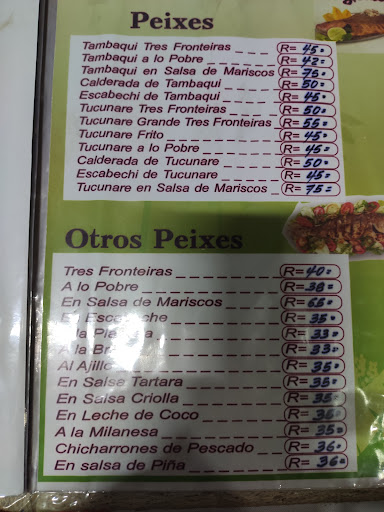 Peixes
Tambaqui Tres Fronteiras R= 45=
Tambaqui a lo Pobre R= 42=
Tambaqui en Salsa de Mariscos R= 75=
Calderada de Tambaqui R= 50=
Escabechi de Tambaqui R= 45=
Tucunare Tres Fronteiras R= 50=
Tucunare Grande Tres Fronteiras R= 55=
Tucunare Frito R= 45=
Tucunare a lo Pobre R= 45=
Calderada de Tucunare R= 50=
Escabechi de Tucunare R= 45=
Tucunare en Salsa de Mariscos R= 75=
Otros Peixes
Tres Fronteiras R= 40=
A lo Pobre R= 38=
En Salsa de Mariscos R= 65=
En R= 35=
R= 33=
R= 33=
Al Ajillo R= 35=
En Salsa Tartara R= 35=
En Salsa Criolla R= 35=
En Leche de Coco R= 36=
A la Milanesa R= 35=
Chicharrones de Pescado R= 36=
En salsa de Piña R= 36=